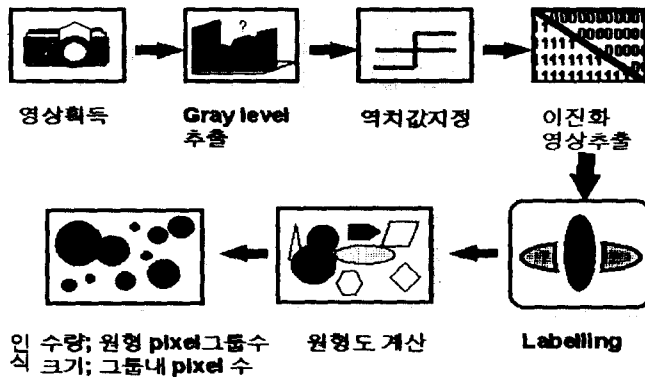 ?
영상획득
Gray level
추출
역치값지정
이진화
영상추출
Labelling
원형도 계산
인식
수량; 원형 pixel그룹수
크기; 그룹내 pixel 수